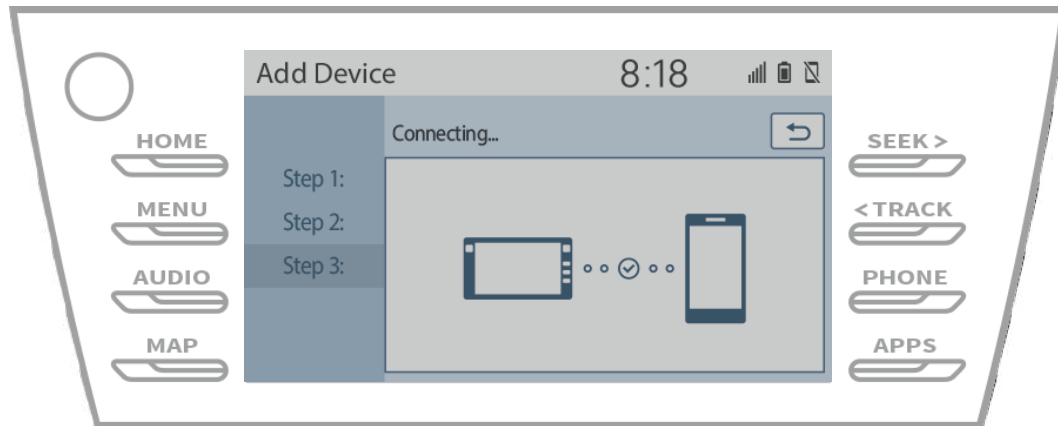 Add Device
8:18
Connecting...
Step 1:
Step 2:
Step 3:
HOME
MENU
AUDIO
MAP
SEEK >
< TRACK
PHONE
APPS